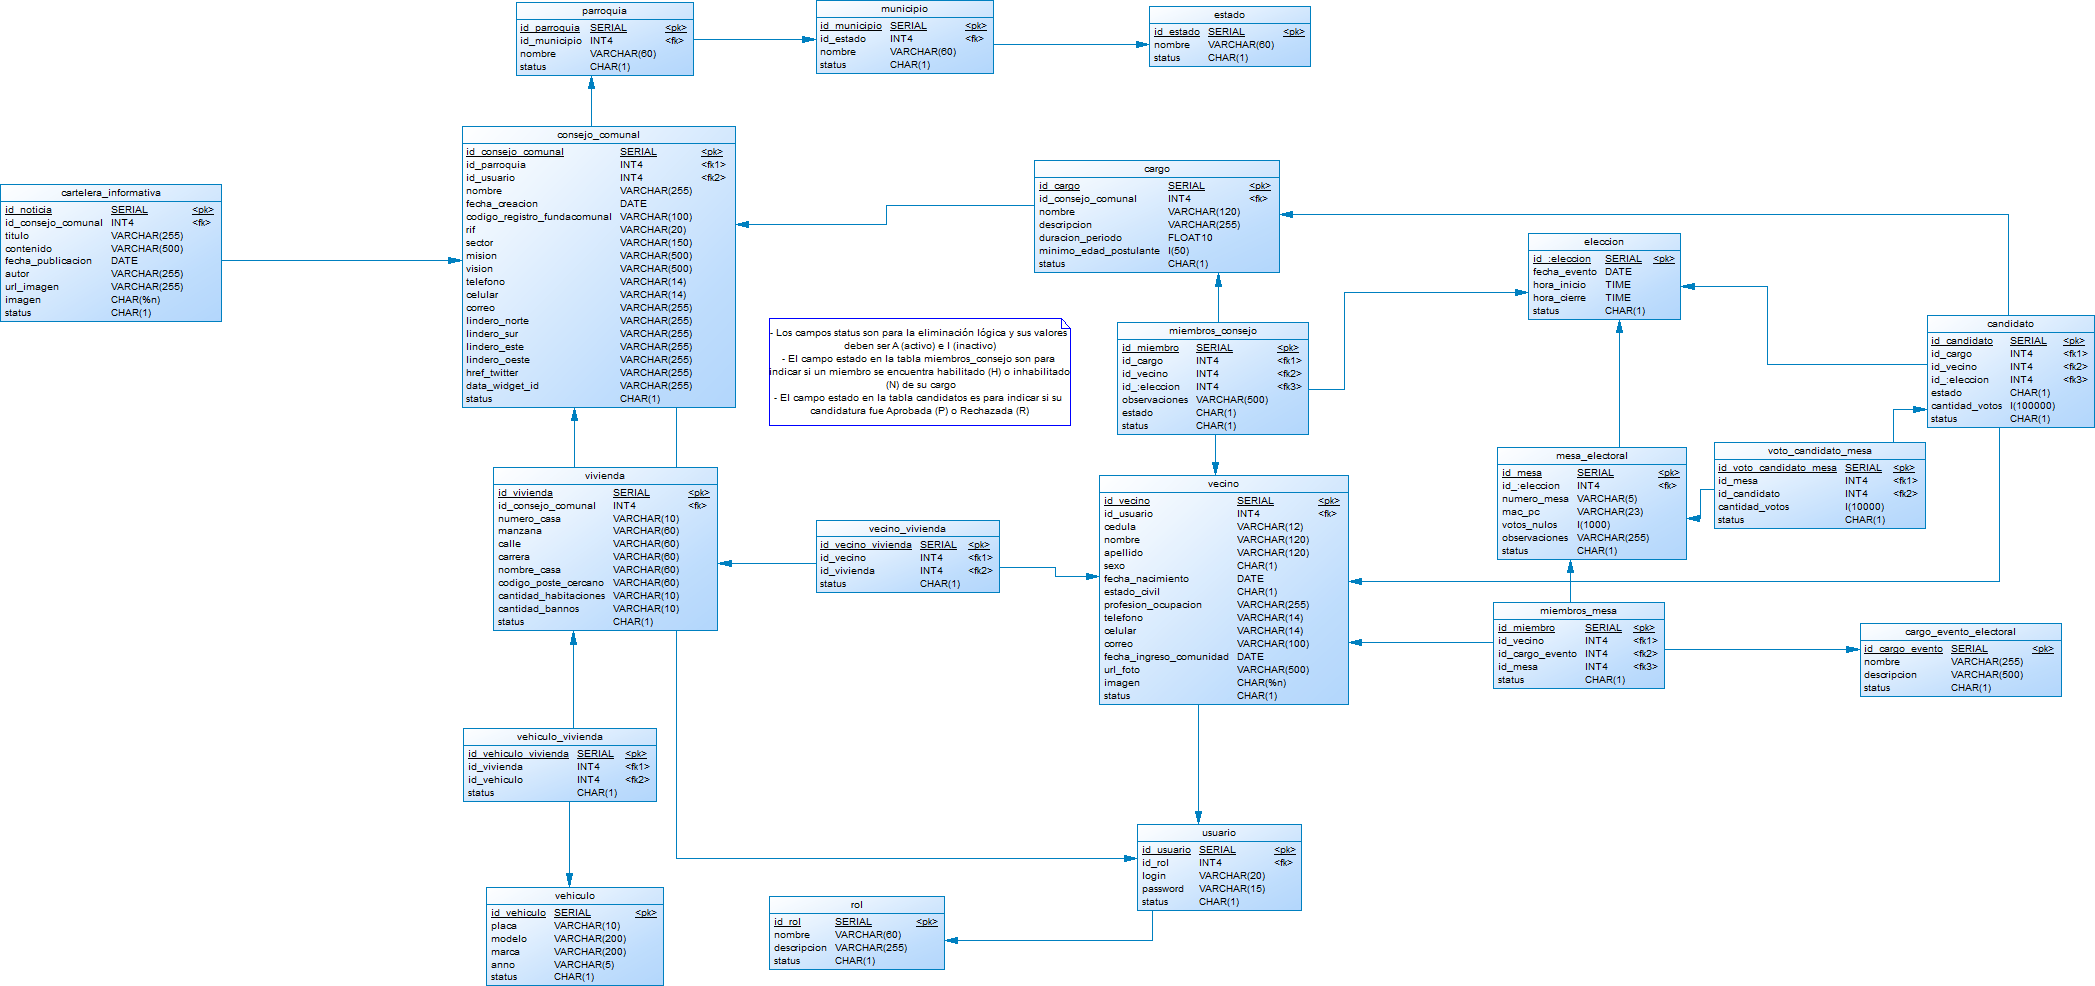 parroquia
id_parroquia SERIAL <pk>
id_municipio INT4 <fk>
nombre VARCHAR(60)
status CHAR(1)
municipio
id_municipio SERIAL <pk>
id_estado INT4 <fk>
nombre VARCHAR(60)
status CHAR(1)
estado
id_estado SERIAL <pk>
nombre VARCHAR(60)
status CHAR(1)
consejo_comunal
id_consejo_comunal SERIAL <pk>
id_parroquia INT4 <fk1>
id_usuario INT4 <fk2>
nombre VARCHAR(255)
fecha_creacion DATE
codigo_registro_fundacomunal VARCHAR(100)
rif VARCHAR(20)
sector VARCHAR(150)
mision VARCHAR(500)
vision VARCHAR(500)
telefono VARCHAR(14)
celular VARCHAR(14)
correo VARCHAR(255)
lindero_norte VARCHAR(255)
lindero_sur VARCHAR(255)
lindero_este VARCHAR(255)
lindero_oeste VARCHAR(255)
href_twitter VARCHAR(255)
data_widget_id VARCHAR(255)
status CHAR(1)
cartelera_informativa
id_noticia SERIAL <pk>
id_consejo_comunal INT4 <fk>
titulo VARCHAR(255)
contenido VARCHAR(500)
fecha_publicacion DATE
autor VARCHAR(255)
url_imagen VARCHAR(255)
imagen CHAR(%n)
status CHAR(1)
cargo
id_cargo SERIAL <pk>
id_consejo_comunal INT4 <fk>
nombre VARCHAR(120)
descripcion VARCHAR(255)
duracion_periodo FLOAT10
minimo_edad_postulante I(50)
status CHAR(1)
eleccion
id_:eleccion SERIAL <pk>
fecha_evento DATE
hora_inicio TIME
hora_cierre TIME
status CHAR(1)
candidato
id_candidato SERIAL <pk>
id_cargo INT4 <fk1>
id_vecino INT4 <fk2>
id_:eleccion INT4 <fk3>
estado CHAR(1)
cantidad_votos I(100000)
status CHAR(1)
- Los campos status son para la eliminación lógica y sus valores
deben ser A (activo) e I (inactivo)
- El campo estado en la tabla miembros_consejo son para
indicar si un miembro se encuentra habilitado (H) o inhabilitado
(N) de su cargo
- El campo estado en la tabla candidatos es para indicar si su
candidatura fue Aprobada (P) o Rechazada (R)
miembros_consejo
id_miembro SERIAL <pk>
id_cargo INT4 <fk1>
id_vecino INT4 <fk2>
id_:eleccion INT4 <fk3>
observaciones VARCHAR(500)
estado CHAR(1)
status CHAR(1)
mesa_electoral
id_mesa SERIAL <pk>
id_:eleccion INT4 <fk>
numero_mesa VARCHAR(5)
mac_pc VARCHAR(23)
votos_nulos I(1000)
observaciones VARCHAR(255)
status CHAR(1)
voto_candidato_mesa
id_voto_candidato_mesa SERIAL <pk>
id_mesa INT4 <fk1>
id_candidato INT4 <fk2>
cantidad_votos I(10000)
status CHAR(1)
vivienda
id_vivienda SERIAL <pk>
id_consejo_comunal INT4 <fk>
numero_casa VARCHAR(10)
manzana VARCHAR(60)
calle VARCHAR(60)
carrera VARCHAR(60)
nombre_casa VARCHAR(60)
codigo_poste_cercano VARCHAR(60)
cantidad_habitaciones VARCHAR(10)
cantidad_bannos VARCHAR(10)
status CHAR(1)
vecino_vivienda
id_vecino_vivienda SERIAL <pk>
id_vecino INT4 <fk1>
id_vivienda INT4 <fk2>
status CHAR(1)
vecino
id_vecino SERIAL <pk>
id_usuario INT4 <fk>
cedula VARCHAR(12)
nombre VARCHAR(120)
apellido VARCHAR(120)
sexo CHAR(1)
fecha_nacimiento DATE
estado_civil CHAR(1)
profesion_ocupacion VARCHAR(255)
telefono VARCHAR(14)
celular VARCHAR(14)
correo VARCHAR(100)
fecha_ingreso_comunidad DATE
url_foto VARCHAR(500)
imagen CHAR(%n)
status CHAR(1)
miembros_mesa
id_miembro SERIAL <pk>
id_vecino INT4 <fk1>
id_cargo_evento INT4 <fk2>
id_mesa INT4 <fk3>
status CHAR(1)
cargo_evento_electoral
id_cargo_evento SERIAL <pk>
nombre VARCHAR(255)
descripcion VARCHAR(500)
status CHAR(1)
vehiculo_vivienda
id_vehiculo_vivienda SERIAL <pk>
id_vivienda INT4 <fk1>
id_vehiculo INT4 <fk2>
status CHAR(1)
usuario
id_usuario SERIAL <pk>
id_rol INT4 <fk>
login VARCHAR(20)
password VARCHAR(15)
status CHAR(1)
vehiculo
id_vehiculo SERIAL <pk>
placa VARCHAR(10)
modelo VARCHAR(200)
marca VARCHAR(200)
anno VARCHAR(5)
status CHAR(1)
rol
id_rol SERIAL <pk>
nombre VARCHAR(60)
descripcion VARCHAR(255)
status CHAR(1)